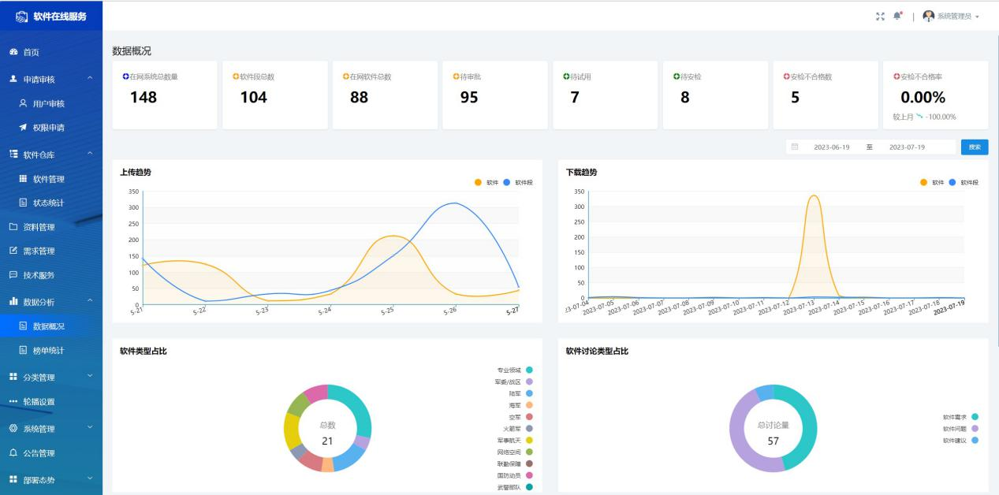 软件在线服务
系统管理员
首页
申请审核
用户审核
权限申请
软件仓库
软件管理
状态统计
资料管理
需求管理
技术服务
数据分析
数据概况
榜单统计
分类管理
轮播设置
系统管理
公告管理
部署态势
数据概况
在网系统总数量
148
软件段总数
104
在网软件总数
88
待审批
95
待试用
7
待安检
8
安检不合格数
5
安检不合格率
0.00%
较上月 -100.00%
2023-06-19 至 2023-07-19 搜索
上传趋势
软件 软件段
350
300
250
200
150
100
50
0
5-21 5-22 5-23 5-24 5-25 5-26 5-27
下载趋势
软件 软件段
350
300
250
200
150
100
50
0
23-07-04 2023-07-05 2023-07-06 2023-07-07 2023-07-08 2023-07-09 2023-07-10 2023-07-11 2023-07-12 2023-07-13 2023-07-14 2023-07-15 2023-07-16 2023-07-17 2023-07-18 2023-07-19
软件类型占比
总数
21
专业领域
军委/战区
陆军
海军
空军
火箭军
军事航天
网络空间
联勤保障
国防动员
武警部队
软件讨论类型占比
总讨论量
57
软件需求
软件问题
软件建议